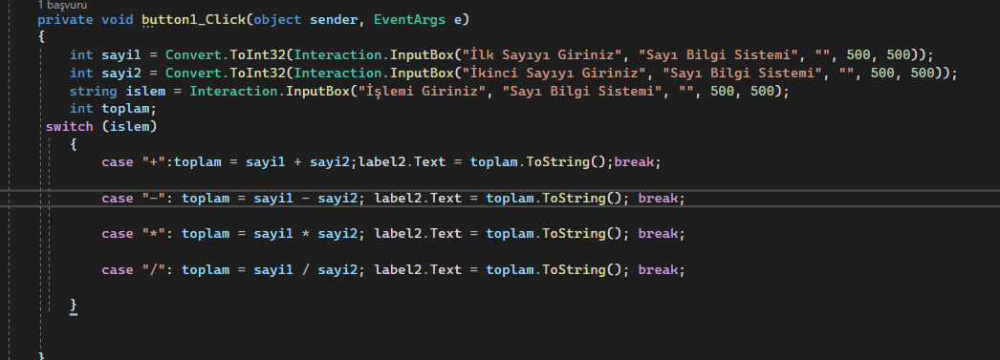 1 başvuru
private void button1_Click(object sender, EventArgs e)
{
int sayi1 = Convert.ToInt32(Interaction.InputBox("İlk Sayıyı Giriniz", "Sayı Bilgi Sistemi", "", 500, 500));
int sayi2 = Convert.ToInt32(Interaction.InputBox("İkinci Sayıyı Giriniz", "Sayı Bilgi Sistemi", "", 500, 500));
string islem = Interaction.InputBox("İşlemi Giriniz", "Sayı Bilgi Sistemi", "", 500, 500);
int toplam;
switch (islem)
{
case "+":toplam = sayi1 + sayi2;label2.Text = toplam.ToString();break;
case "-": toplam = sayi1 - sayi2; label2.Text = toplam.ToString(); break;
case "*": toplam = sayi1 * sayi2; label2.Text = toplam.ToString(); break;
case "/": toplam = sayi1 / sayi2; label2.Text = toplam.ToString(); break;
}
}